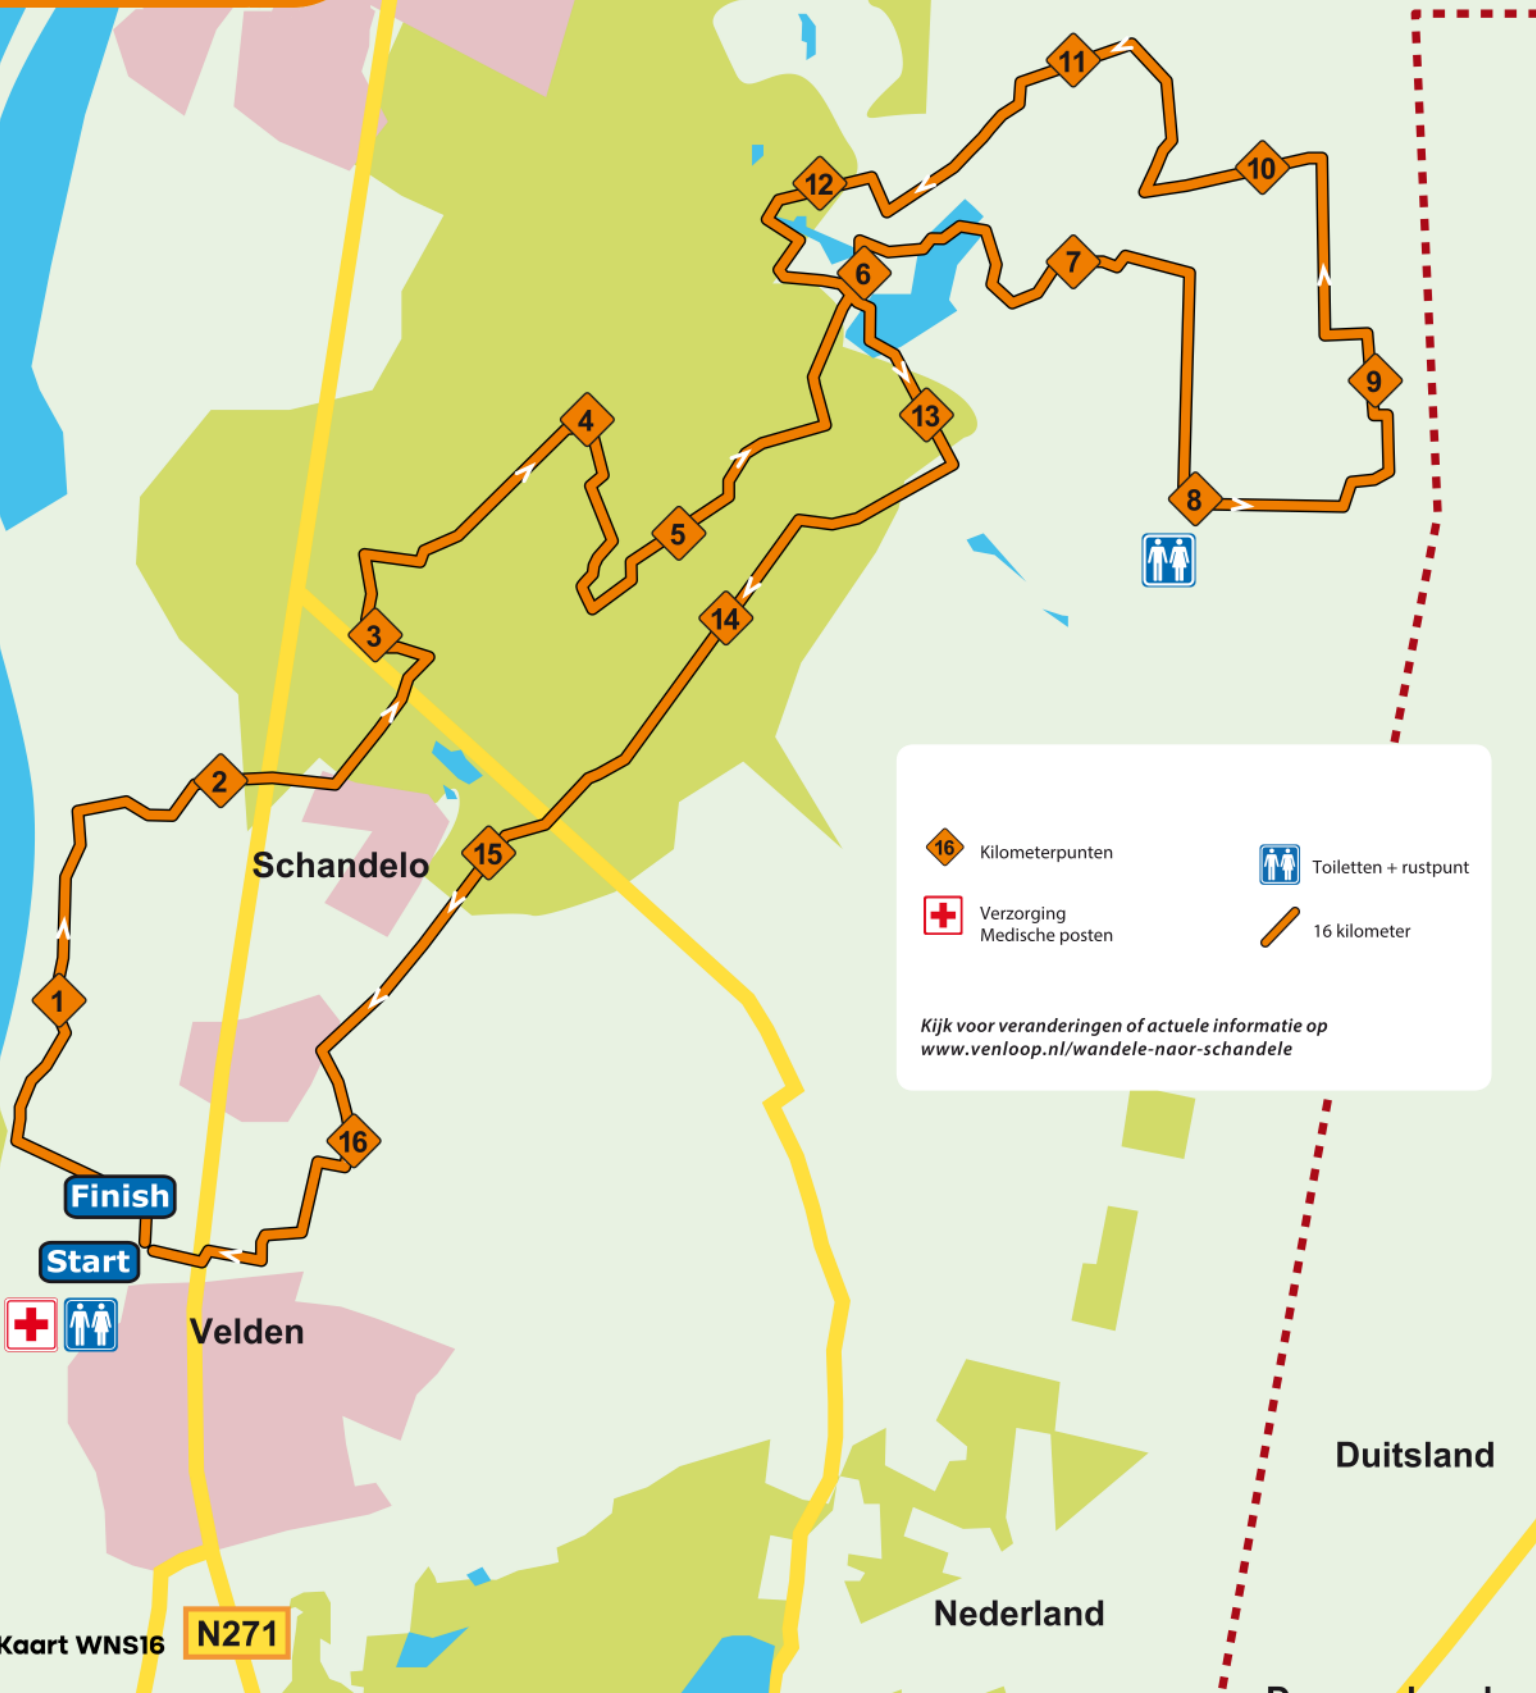 11
12
10
6
7
9
4
13
8
5
14
3
2
15
Schandelo
16
Kilometerpunten
Toiletten + rustpunt
Verzorging
Medische posten
16 kilometer
1
Kijk voor veranderingen of actuele informatie op
www.venloop.nl/wandele-naor-schandele
16
Finish
Start
Velden
Duitsland
Nederland
Kaart WNS16
N271